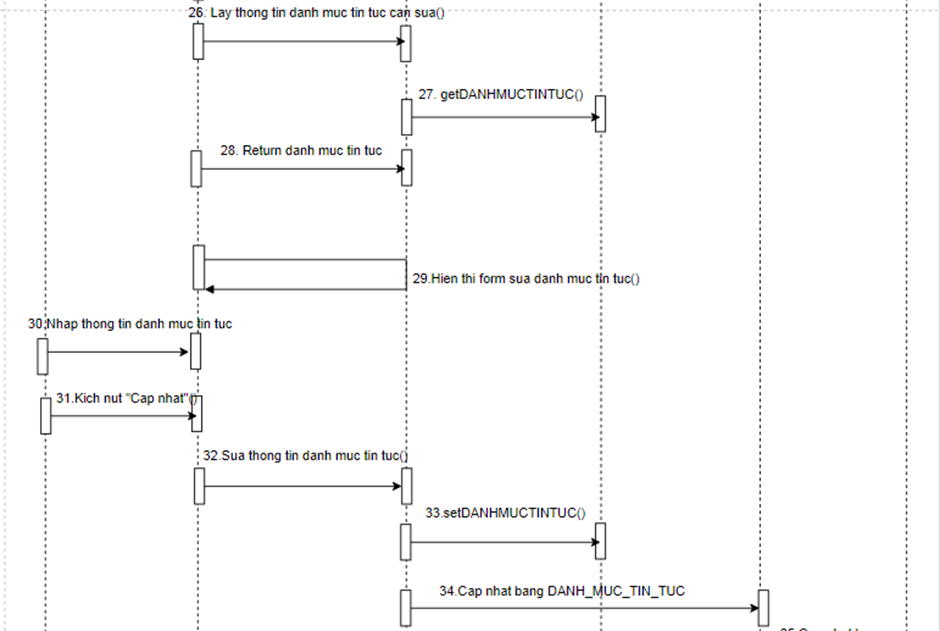 26. Lay thong tin danh muc tin tuc can sua()
27. getDANHMUCTINTUC()
28. Return danh muc tin tuc
29.Hien thi form sua danh muc tin tuc()
30.Nhap thong tin danh muc tin tuc
31.Kich nut "Cap nhat"()
32.Sua thong tin danh muc tin tuc()
33.setDANHMUCTINTUC()
34.Cap nhat bang DANH_MUC_TIN_TUC